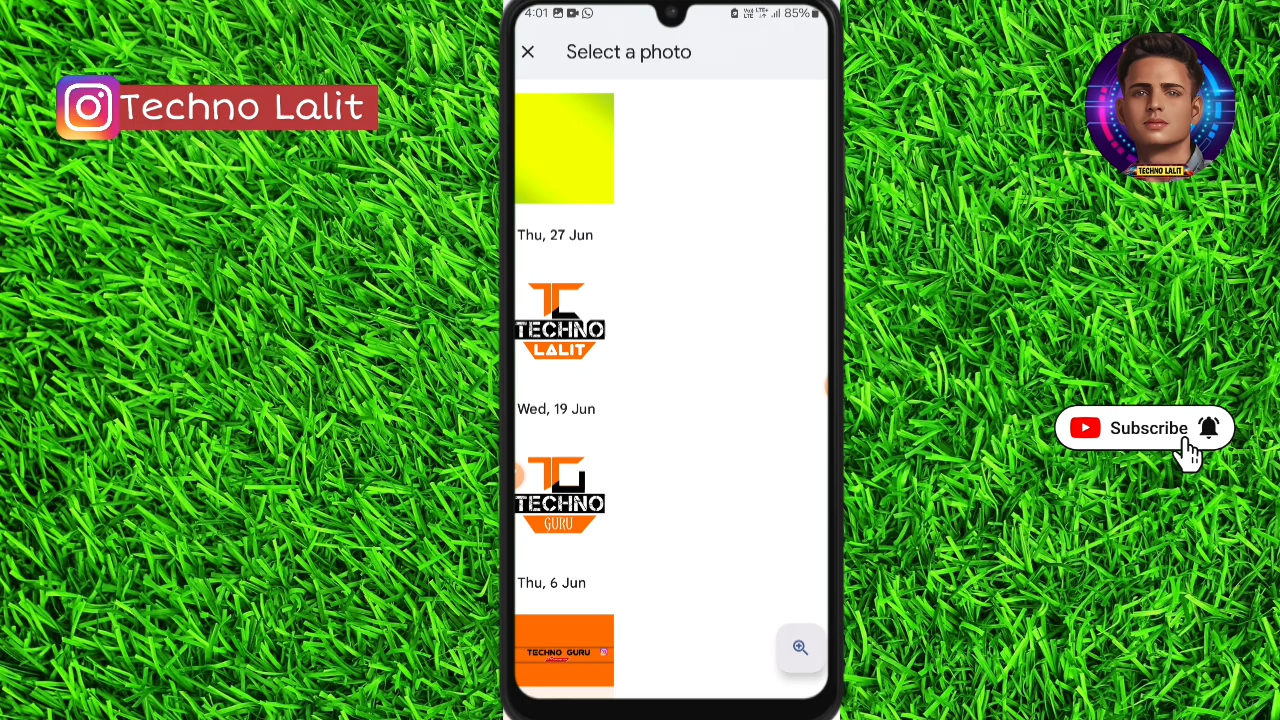 4:01
85%
Select a photo
Techno Lalit
TECHNO LALIT
Thu, 27 Jun
TECHNO
LALIT
Wed, 19 Jun
TECHNO
GURU
Subscribe
Thu, 6 Jun
TECHNO GURU